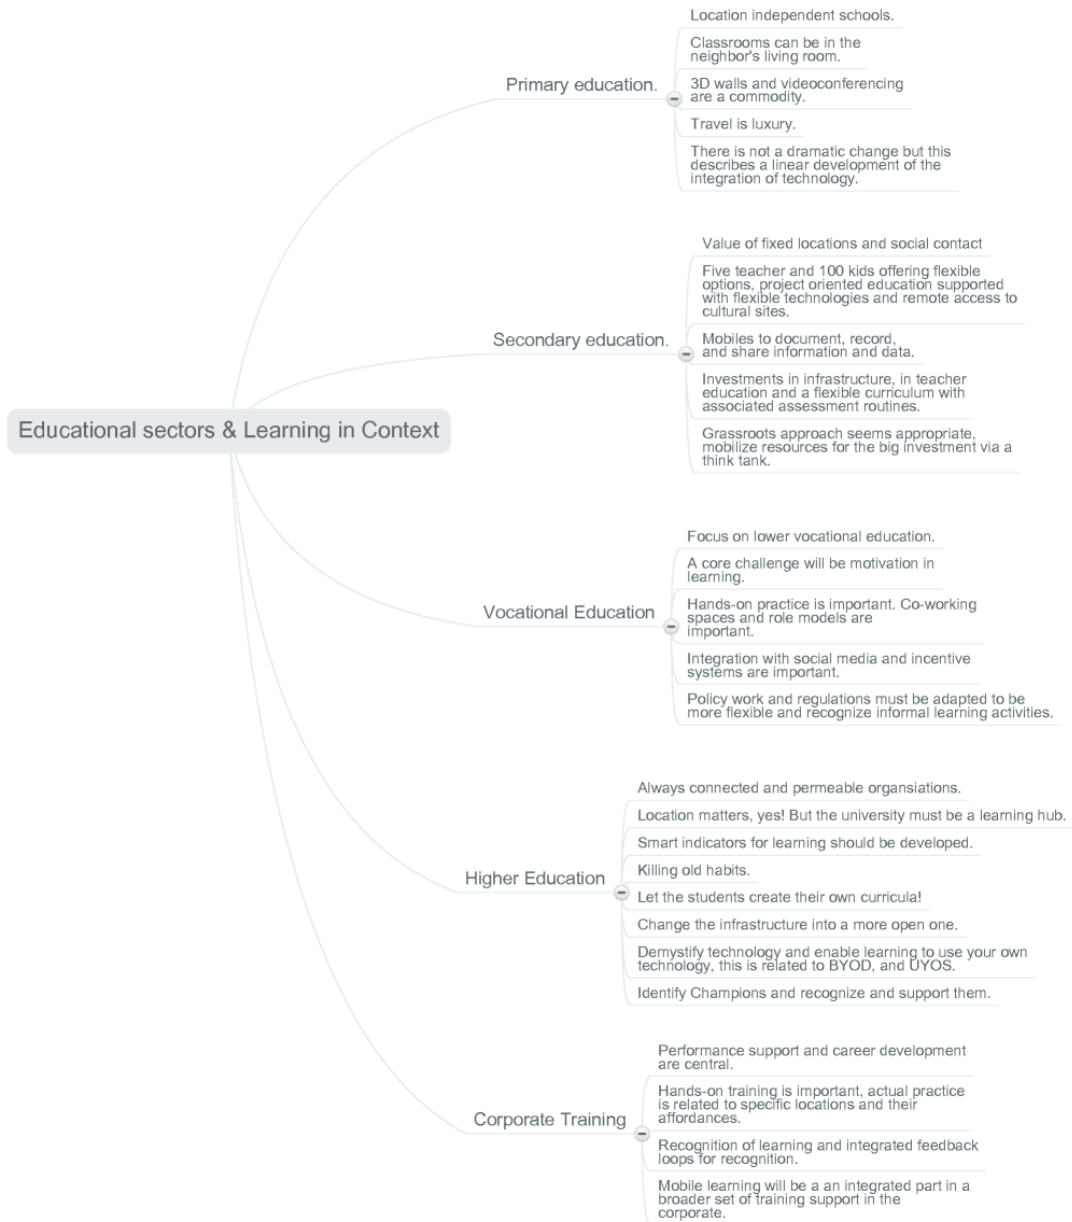 Location independent schools.
Classrooms can be in the
neighbor's living room.
Primary education.
3D walls and videoconferencing
are a commodity.
Travel is luxury.
There is not a dramatic change but this
describes a linear development of the
integration of technology.
Value of fixed locations and social contact
Five teacher and 100 kids offering flexible
options, project oriented education supported
with flexible technologies and remote access to
cultural sites.
Secondary education.
Mobiles to document, record,
and share information and data.
Investments in infrastructure, in teacher
education and a flexible curriculum with
associated assessment routines.
Grassroots approach seems appropriate,
mobilize resources for the big investment via a
think tank.
Educational sectors & Learning in Context
Focus on lower vocational education.
A core challenge will be motivation in
learning.
Vocational Education
Hands-on practice is important. Co-working
spaces and role models are
important.
Integration with social media and incentive
systems are important.
Policy work and regulations must be adapted to be
more flexible and recognize informal learning activities.
Always connected and permeable organsiations.
Location matters, yes! But the university must be a learning hub.
Smart indicators for learning should be developed.
Killing old habits.
Higher Education
Let the students create their own curricula!
Change the infrastructure into a more open one.
Demystify technology and enable learning to use your own
technology, this is related to BYOD, and UYOS.
Identify Champions and recognize and support them.
Performance support and career development
are central.
Hands-on training is important, actual practice
is related to specific locations and their
affordances.
Corporate Training
Recognition of learning and integrated feedback
loops for recognition.
Mobile learning will be a an integrated part in a
broader set of training support in the
corporate.